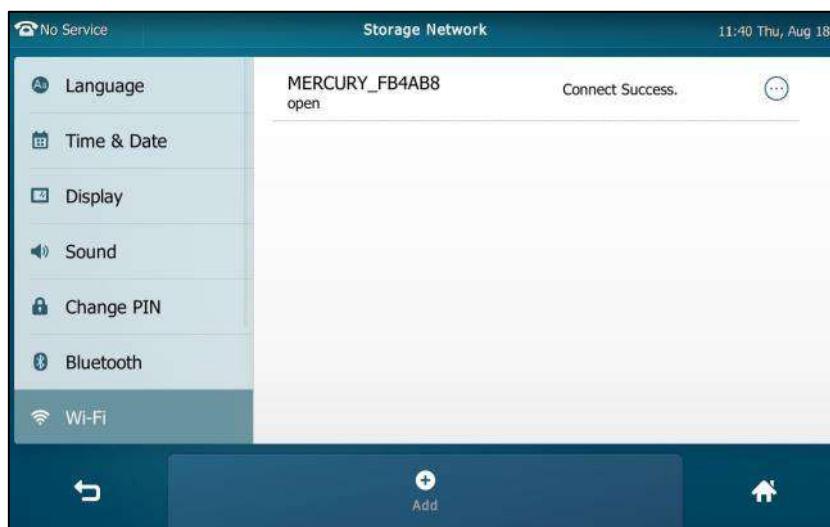 No Service
Storage Network
11:40 Thu, Aug 18
Language
Time & Date
Display
Sound
Change PIN
Bluetooth
Wi-Fi
MERCURY_FB4AB8
open
Connect Success.
Add